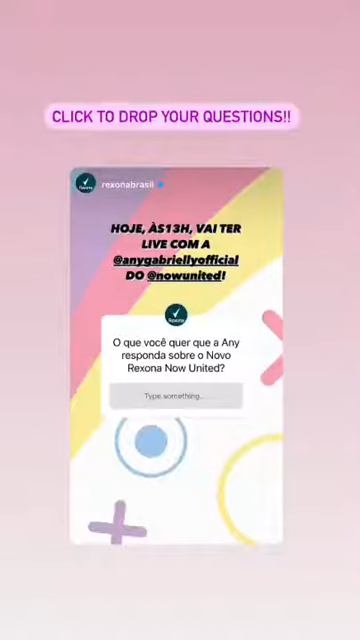 CLICK TO DROP YOUR QUESTIONS!!
rexonabrasil
HOJE, ÀS13H, VAI TER
LIVE COM A
@anygabriellyofficial
DO @nowunited!
Rexona
O que você quer que a Any
responda sobre o Novo
Rexona Now United?
Type something...